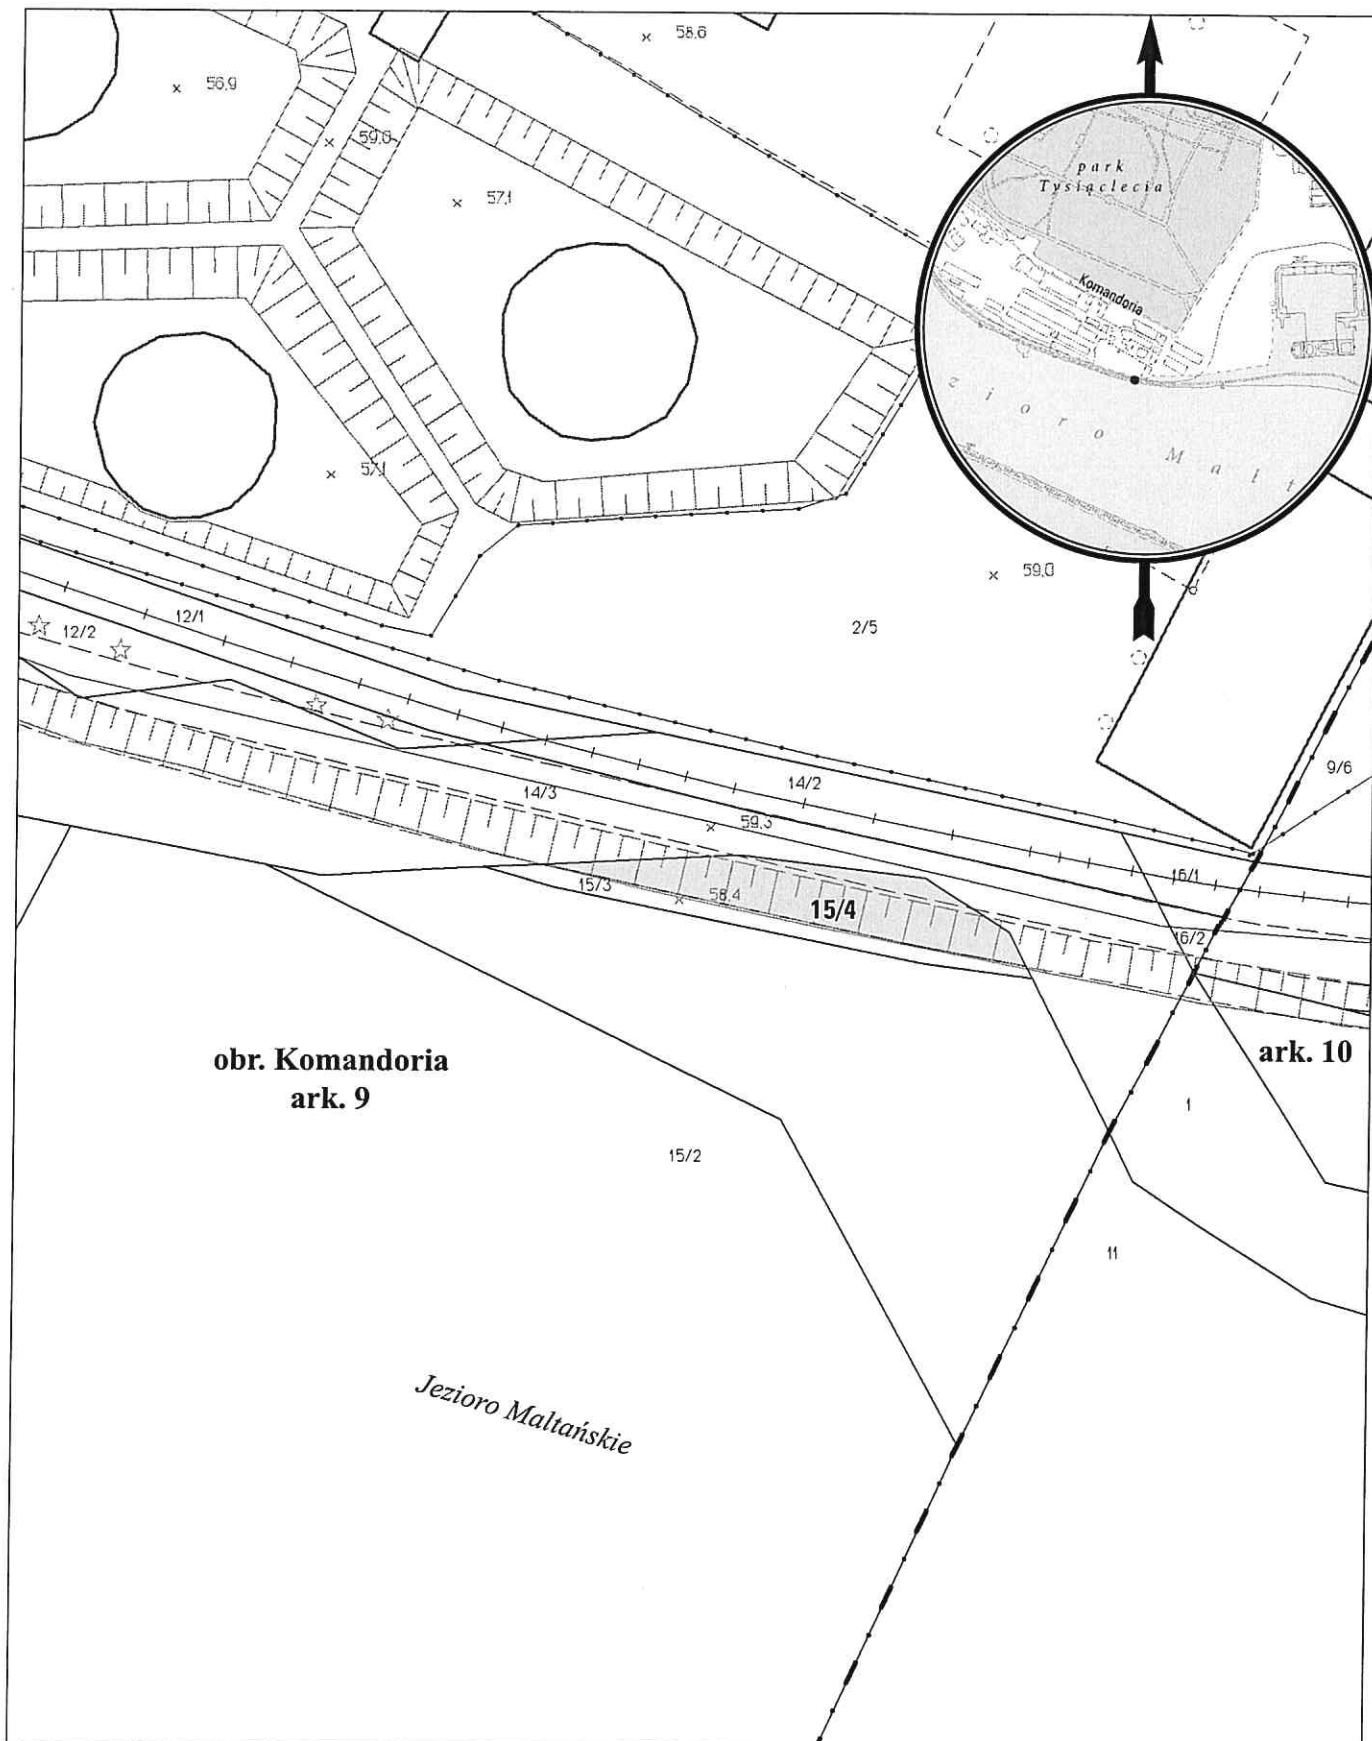 58,6
56,9
59,0
57,1
park
Tysiąclecia
Komandoria
z i o r o M a l t
57,1
59,0
12/1
12/2
2/5
9/6
14/2
14/3
59,3
16/1
15/3
58,4
15/4
16/2
obr. Komandoria
ark. 9
ark. 10
1
15/2
11
Jezioro Maltańskie